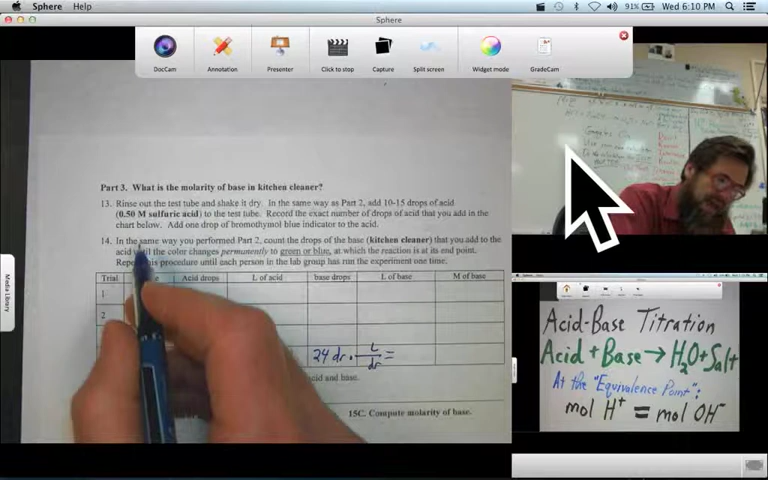 Sphere Help
91% Wed 6:10 PM
Sphere
DocCam
Annotation
Presenter
Click to stop
Capture
Split screen
Widget mode
GradeCam
Media Library
Part 3. What is the molarity of base in kitchen cleaner?
13. Rinse out the test tube and shake it dry. In the same way as Part 2, add 10-15 drops of acid
(0.50 M sulfuric acid) to the test tube. Record the exact number of drops of acid that you add in the
chart below. Add one drop of bromothymol blue indicator to the acid.
14. In the same way you performed Part 2, count the drops of the base (kitchen cleaner) that you add to the
acid until the color changes permanently to green or blue, at which the reaction is at its end point.
this procedure until each person in the lab group has run the experiment one time.
Trial Acid drops L of acid base drops L of base M of base
1
2
24 dr · L/dr =
acid and base.
15C. Compute molarity of base.
Acid-Base Titration
Acid + Base → H₂O + Salt
At the "Equivalence Point":
mol H⁺ = mol OH⁻